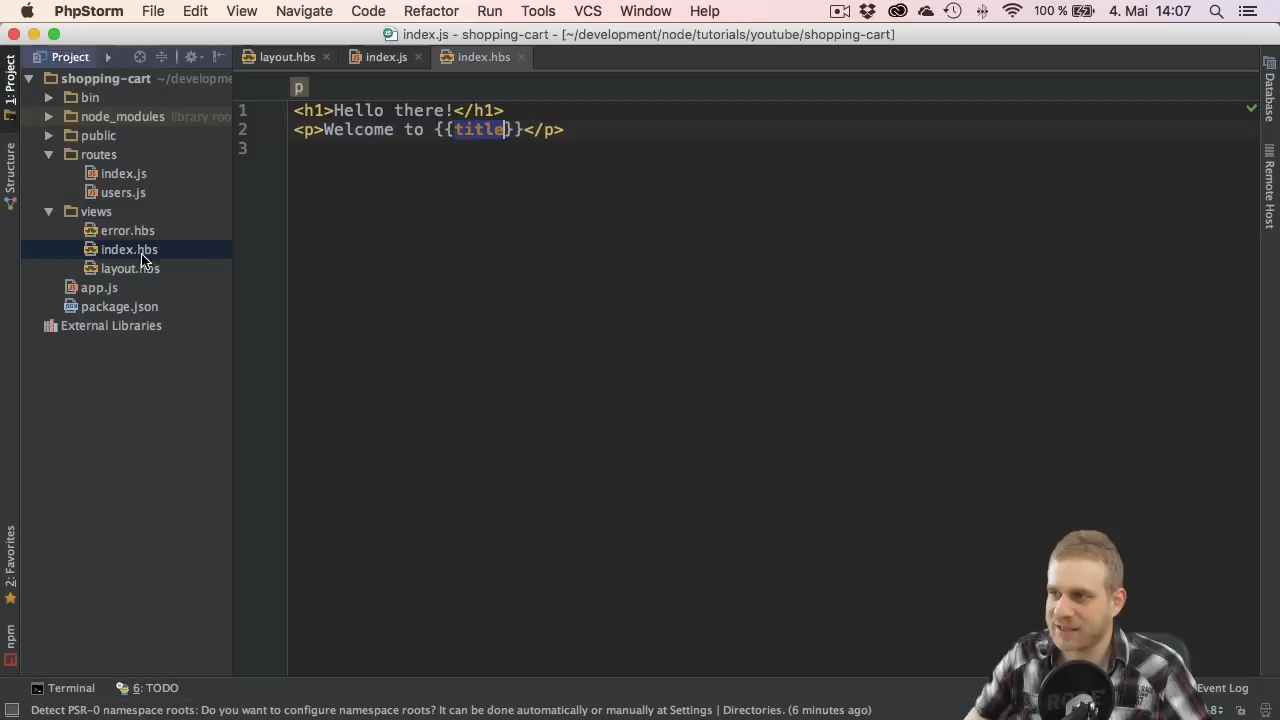 PhpStorm File Edit View Navigate Code Refactor Run Tools VCS Window Help 100 % 4. Mai 14:07
index.js - shopping-cart - [~/development/node/tutorials/youtube/shopping-cart]
Project layout.hbs index.js index.hbs
1: Project
Structure
2: Favorites
npm
shopping-cart ~/developme
bin
node_modules library roo
public
routes
index.js
users.js
views
error.hbs
index.hbs
layout.hbs
app.js
package.json
External Libraries
p
1 <h1>Hello there!</h1>
2 <p>Welcome to {{title}}</p>
3
Database
Remote Host
Terminal 6: TODO Event Log
Detect PSR-0 namespace roots: Do you want to configure namespace roots? It can be done automatically or manually at Settings | Directories. (6 minutes ago)